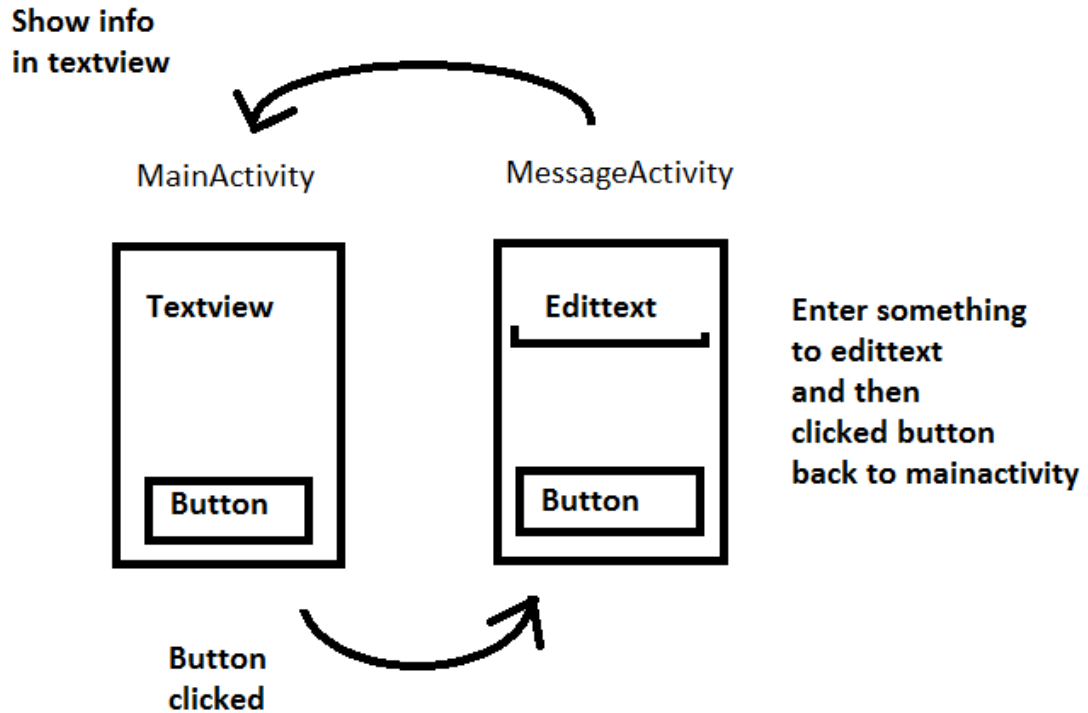 Show info
in textview
MainActivity
MessageActivity
Textview
Edittext
Enter something
to edittext
and then
clicked button
back to mainactivity
Button
Button
Button
clicked